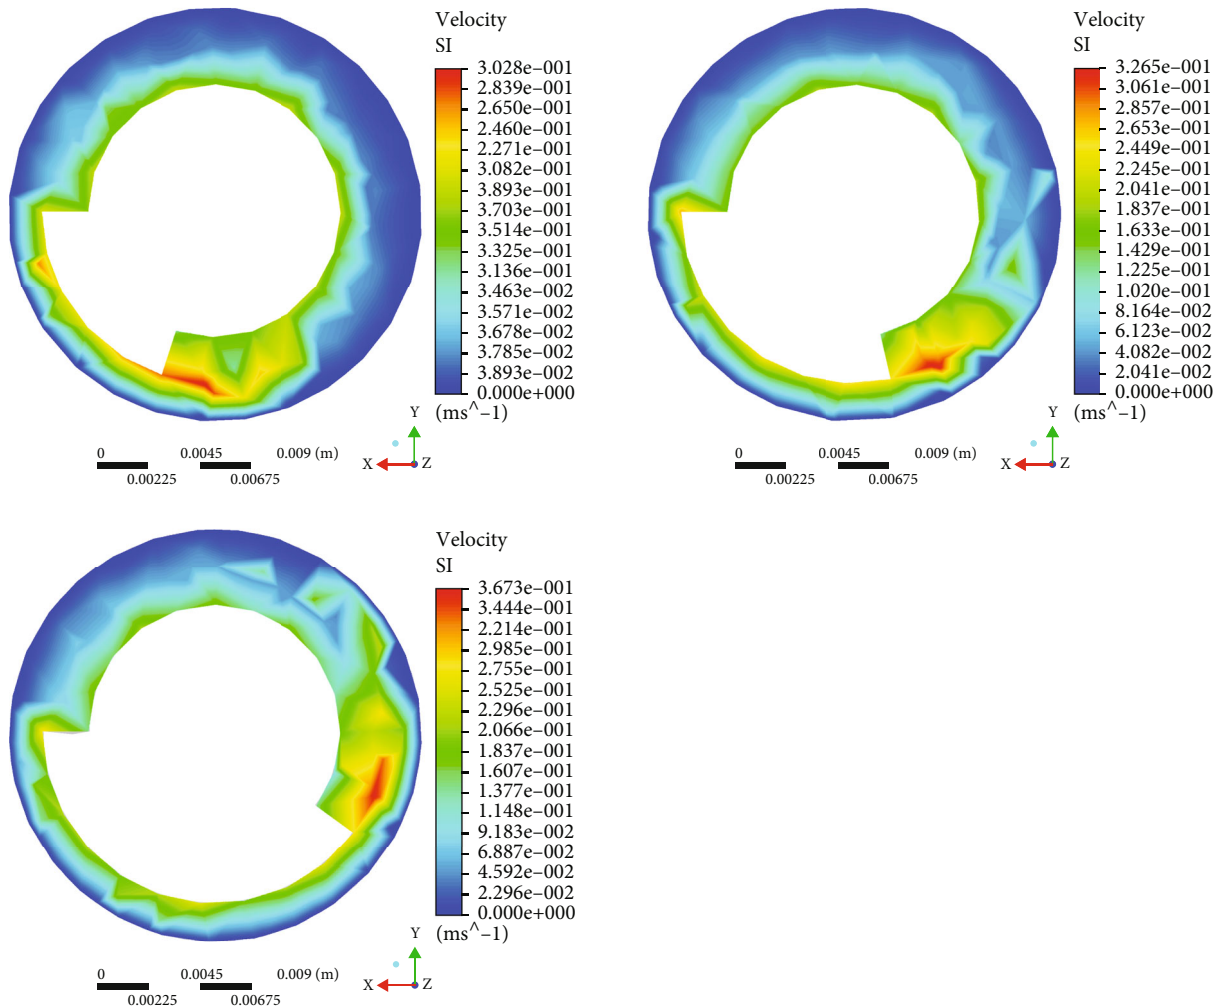 Velocity
SI
3.028e–001
2.839e–001
2.650e–001
2.460e–001
2.271e–001
3.082e–001
3.893e–001
3.703e–001
3.514e–001
3.325e–001
3.136e–001
3.463e–002
3.571e–002
3.678e–002
3.785e–002
3.893e–002
0.000e+000
(ms^–1)
0 0.0045 0.009 (m)
0.00225 0.00675
Y
X Z
Velocity
SI
3.265e–001
3.061e–001
2.857e–001
2.653e–001
2.449e–001
2.245e–001
2.041e–001
1.837e–001
1.633e–001
1.429e–001
1.225e–001
1.020e–001
8.164e–002
6.123e–002
4.082e–002
2.041e–002
0.000e+000
(ms^–1)
0 0.0045 0.009 (m)
0.00225 0.00675
Y
X Z
Velocity
SI
3.673e–001
3.444e–001
2.214e–001
2.985e–001
2.755e–001
2.525e–001
2.296e–001
2.066e–001
1.837e–001
1.607e–001
1.377e–001
1.148e–001
9.183e–002
6.887e–002
4.592e–002
2.296e–002
0.000e+000
(ms^–1)
0 0.0045 0.009 (m)
0.00225 0.00675
Y
X Z